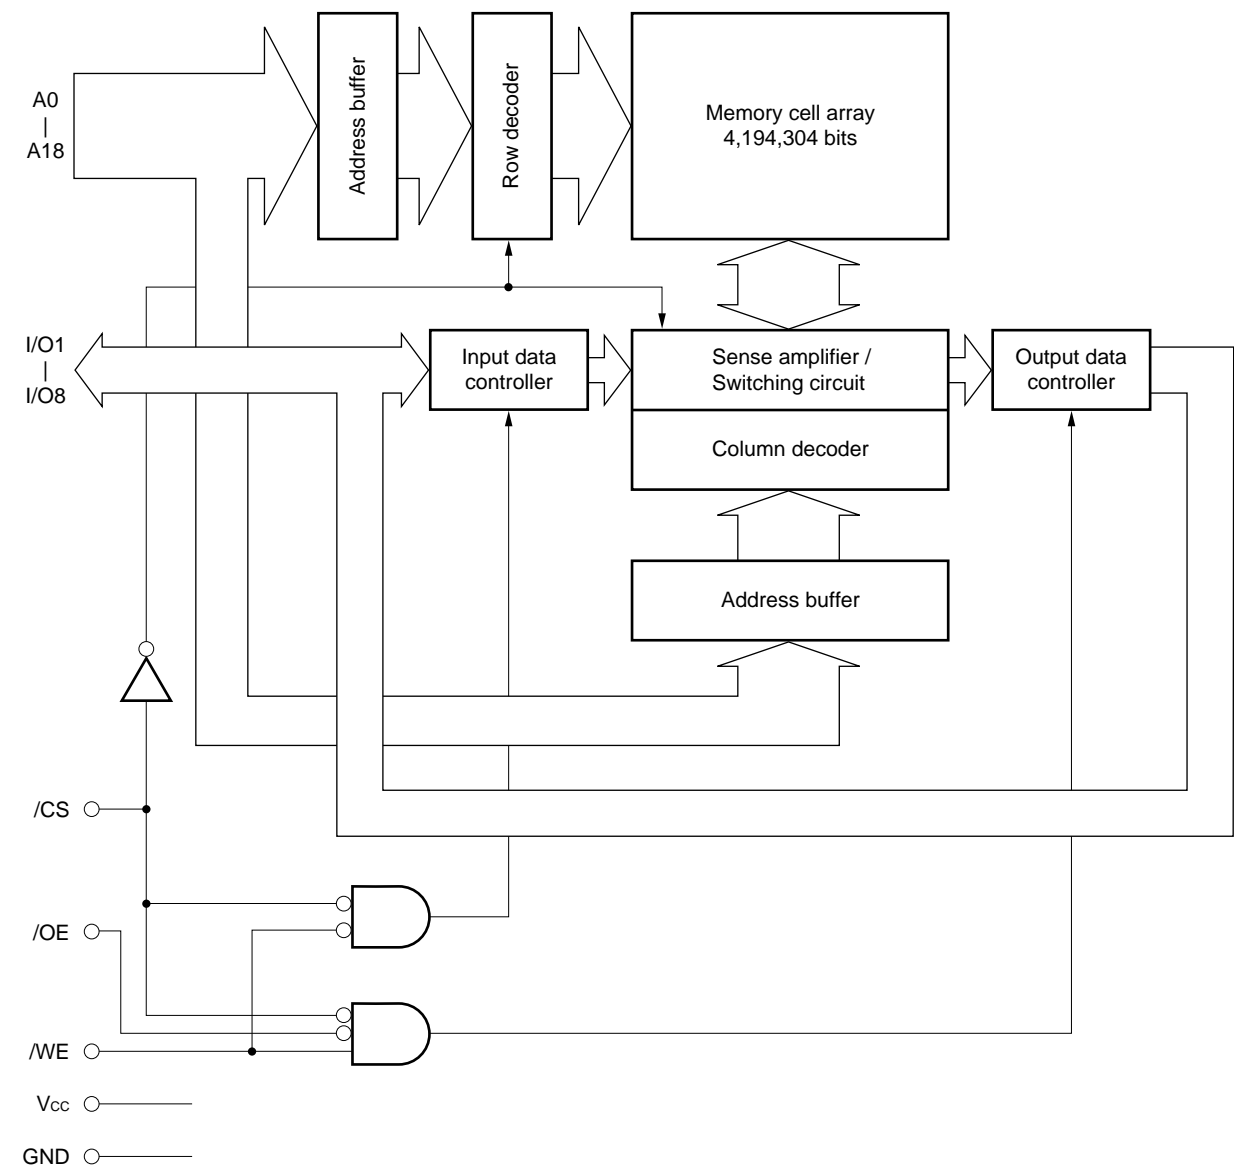 A0
|
A18
Address buffer
Row decoder
Memory cell array
4,194,304 bits
I/O1
|
I/O8
Input data
controller
Sense amplifier /
Switching circuit
Output data
controller
Column decoder
Address buffer
/CS
/OE
/WE
Vcc
GND